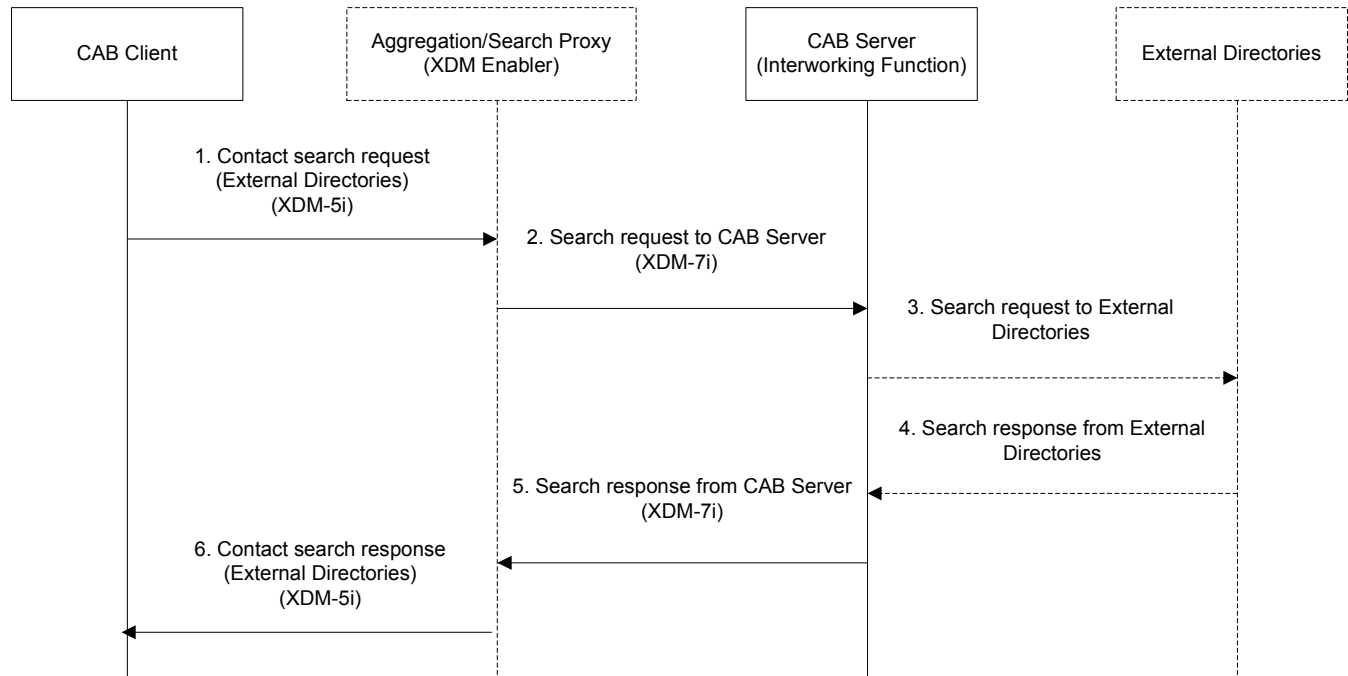 CAB Client
Aggregation/Search Proxy
(XDM Enabler)
CAB Server
(Interworking Function)
External Directories
1. Contact search request
(External Directories)
(XDM-5i)
2. Search request to CAB Server
(XDM-7i)
3. Search request to External
Directories
4. Search response from External
Directories
5. Search response from CAB Server
(XDM-7i)
6. Contact search response
(External Directories)
(XDM-5i)